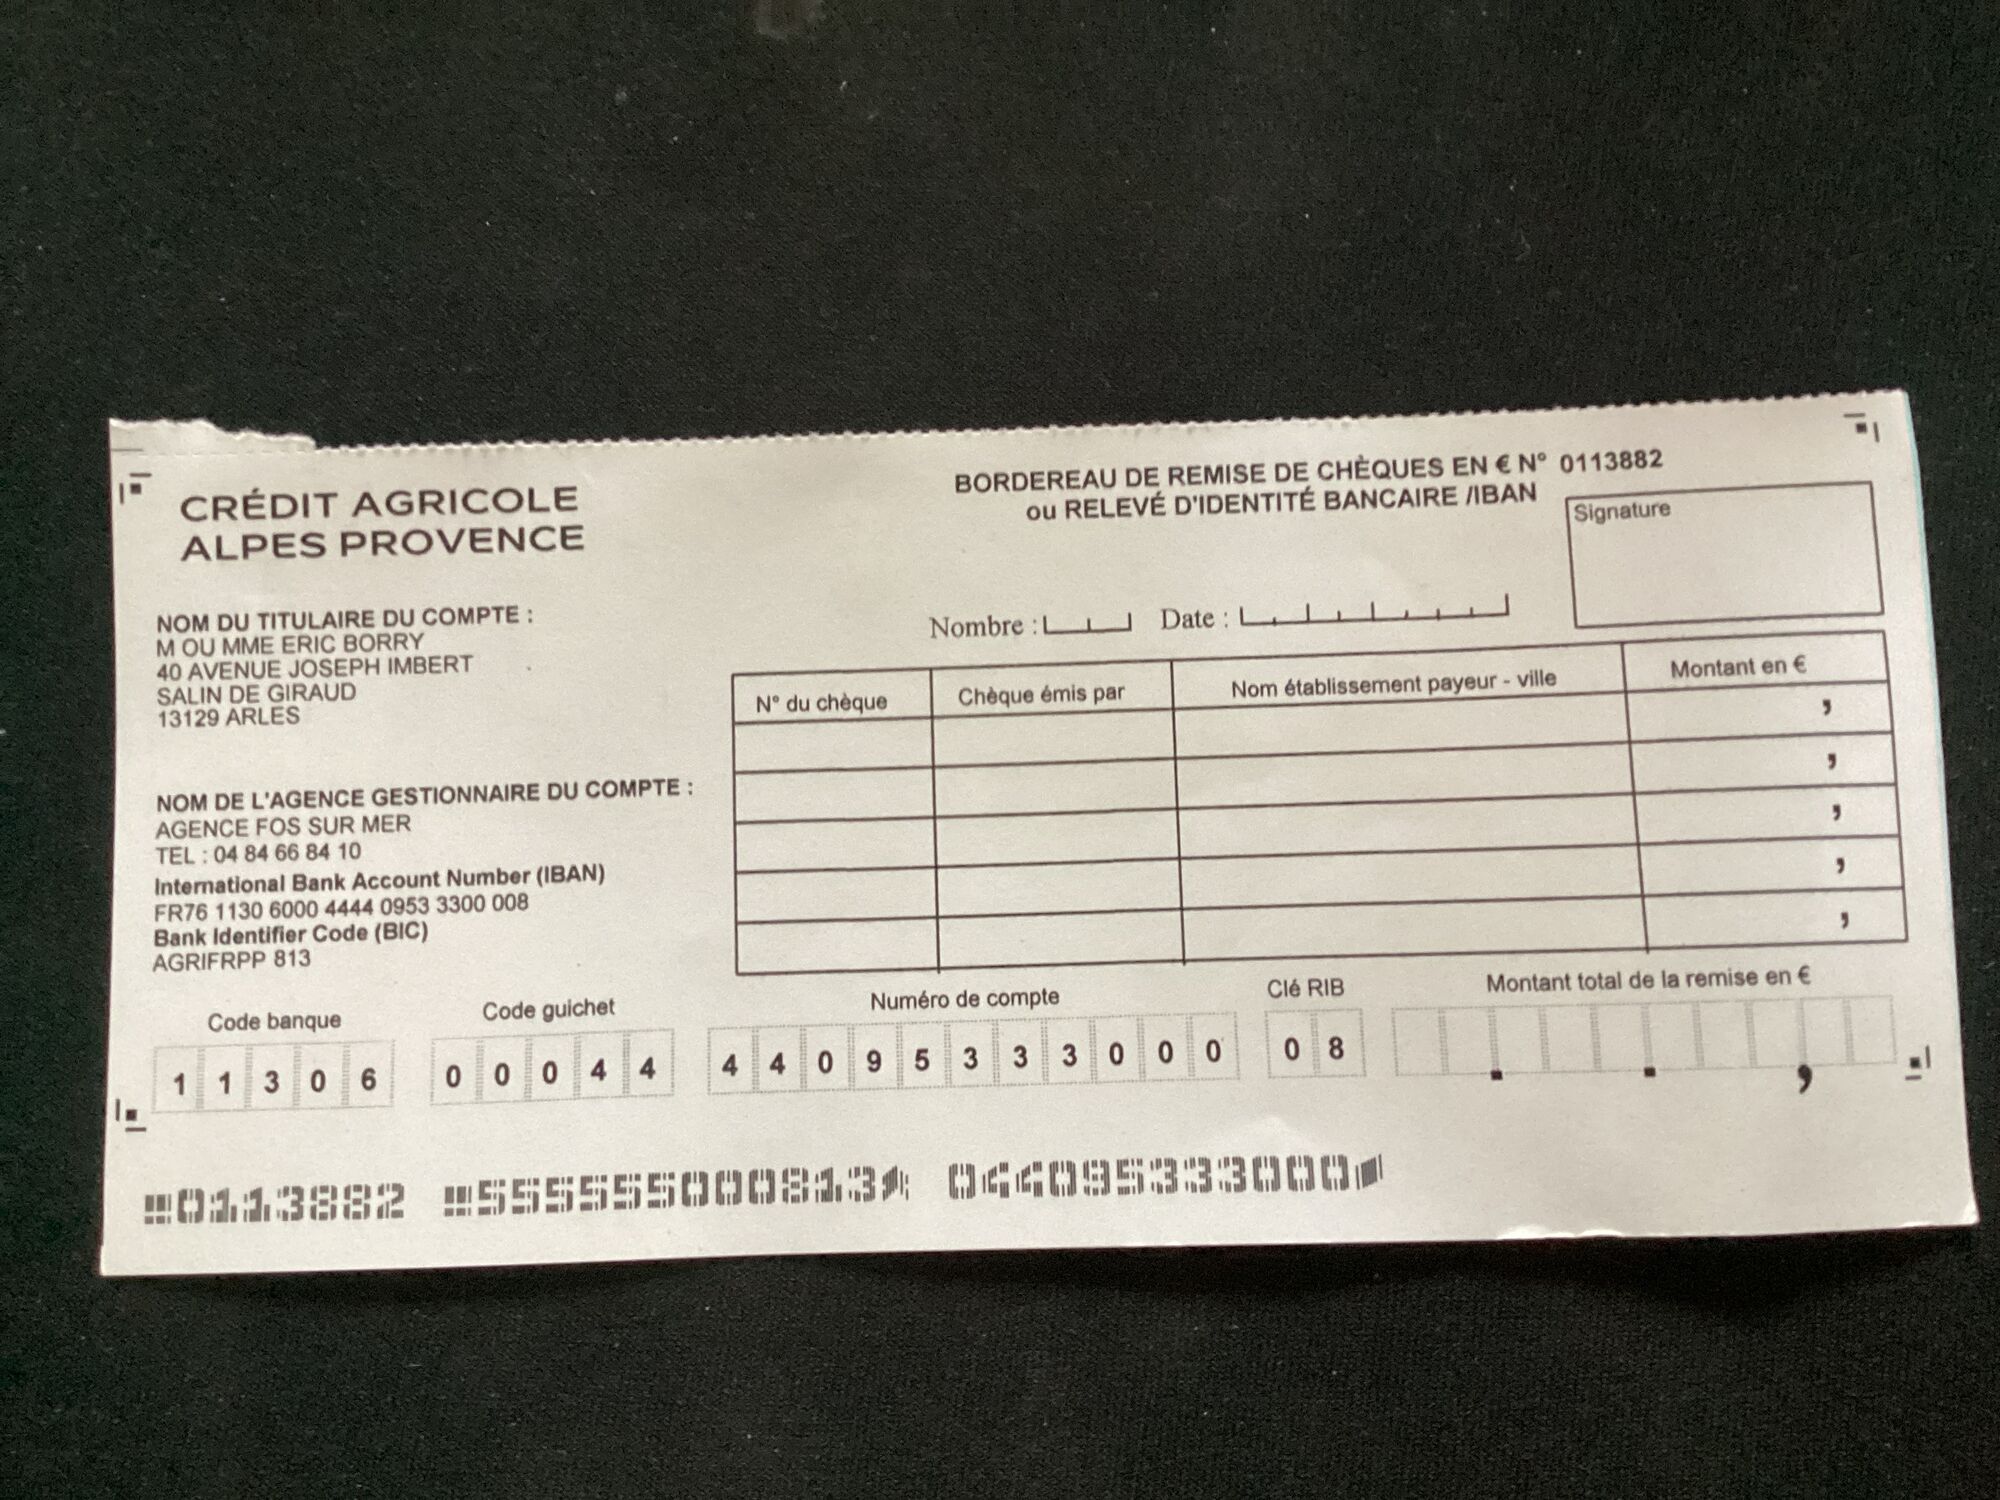 CRÉDIT AGRICOLE
ALPES PROVENCE
BORDEREAU DE REMISE DE CHÈQUES EN € N° 0113882
ou RELEVÉ D'IDENTITÉ BANCAIRE /IBAN
Signature
NOM DU TITULAIRE DU COMPTE :
M OU MME ERIC BORRY
40 AVENUE JOSEPH IMBERT
SALIN DE GIRAUD
13129 ARLES
Nombre : Date :
N° du chèque Chèque émis par Nom établissement payeur - ville Montant en €
,
,
,
,
,
NOM DE L'AGENCE GESTIONNAIRE DU COMPTE :
AGENCE FOS SUR MER
TEL : 04 84 66 84 10
International Bank Account Number (IBAN)
FR76 1130 6000 4444 0953 3300 008
Bank Identifier Code (BIC)
AGRIFRPP 813
Code banque Code guichet Numéro de compte Clé RIB Montant total de la remise en €
1 1 3 0 6 0 0 0 4 4 4 4 0 9 5 3 3 3 0 0 0 0 8 . . ,
0113882 555555000813 044095333000